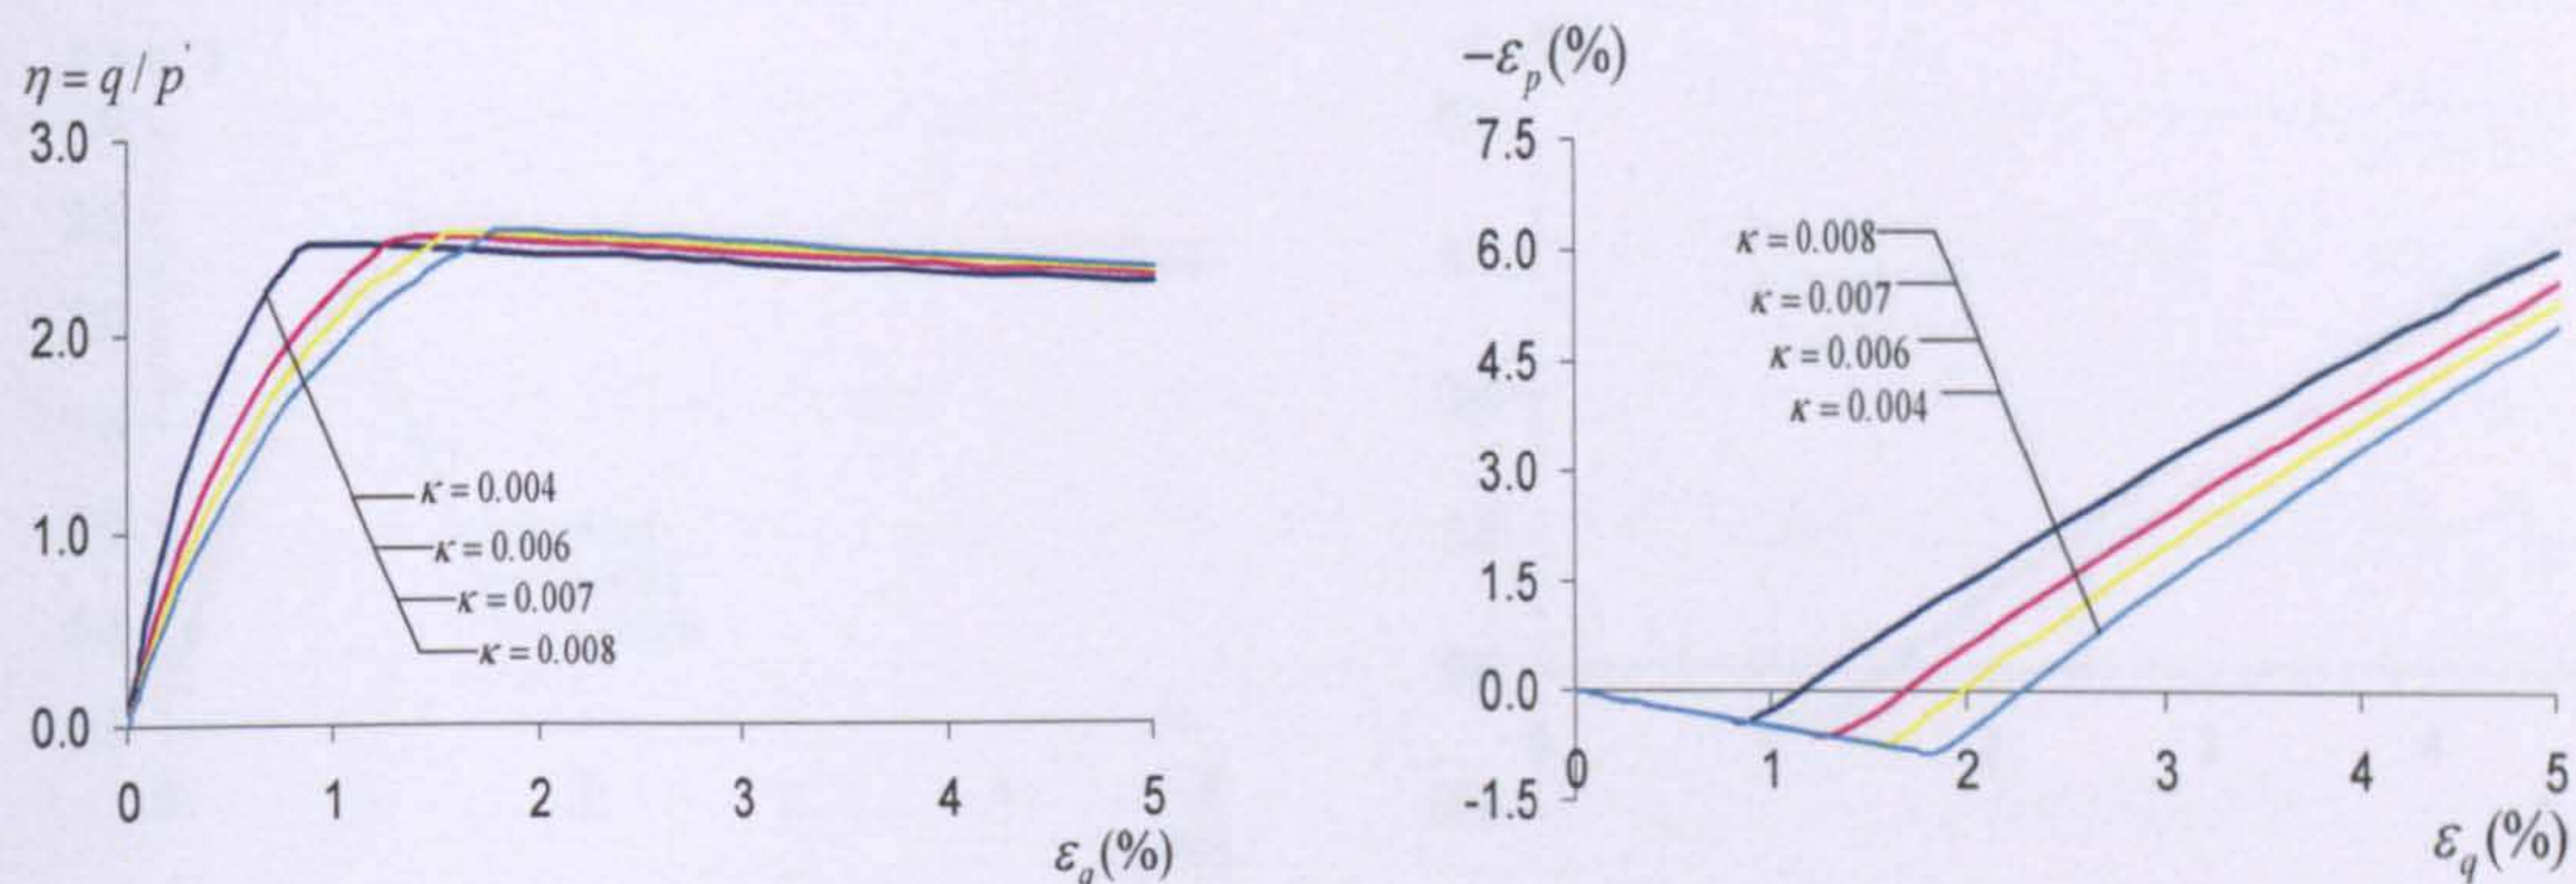 η = q / p'
3.0
2.0
1.0
0.0
0 1 2 3 4 5
ε_q (%)
κ = 0.004
κ = 0.006
κ = 0.007
κ = 0.008
−ε_p (%)
7.5
6.0
4.5
3.0
1.5
0.0
-1.5
0 1 2 3 4 5
ε_q (%)
κ = 0.008
κ = 0.007
κ = 0.006
κ = 0.004